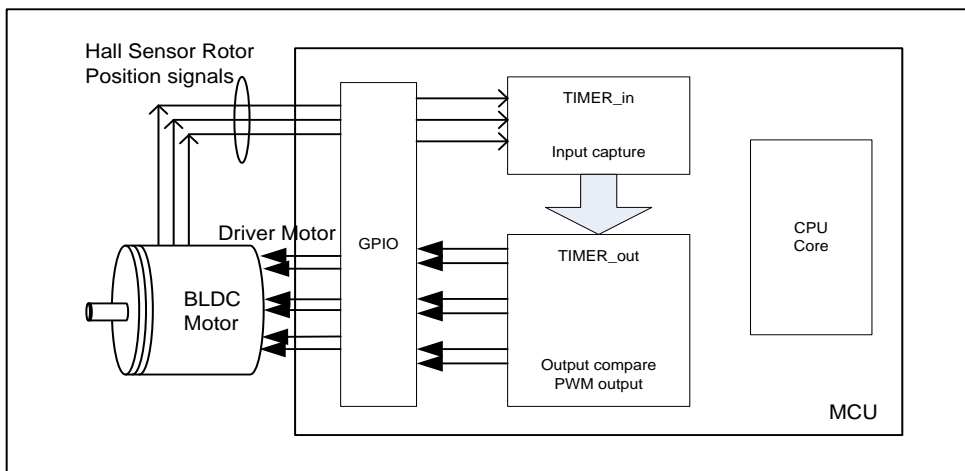 Hall Sensor Rotor
Position signals
TIMER_in
Input capture
Driver Motor
GPIO
TIMER_out
CPU
Core
BLDC
Motor
Output compare
PWM output
MCU